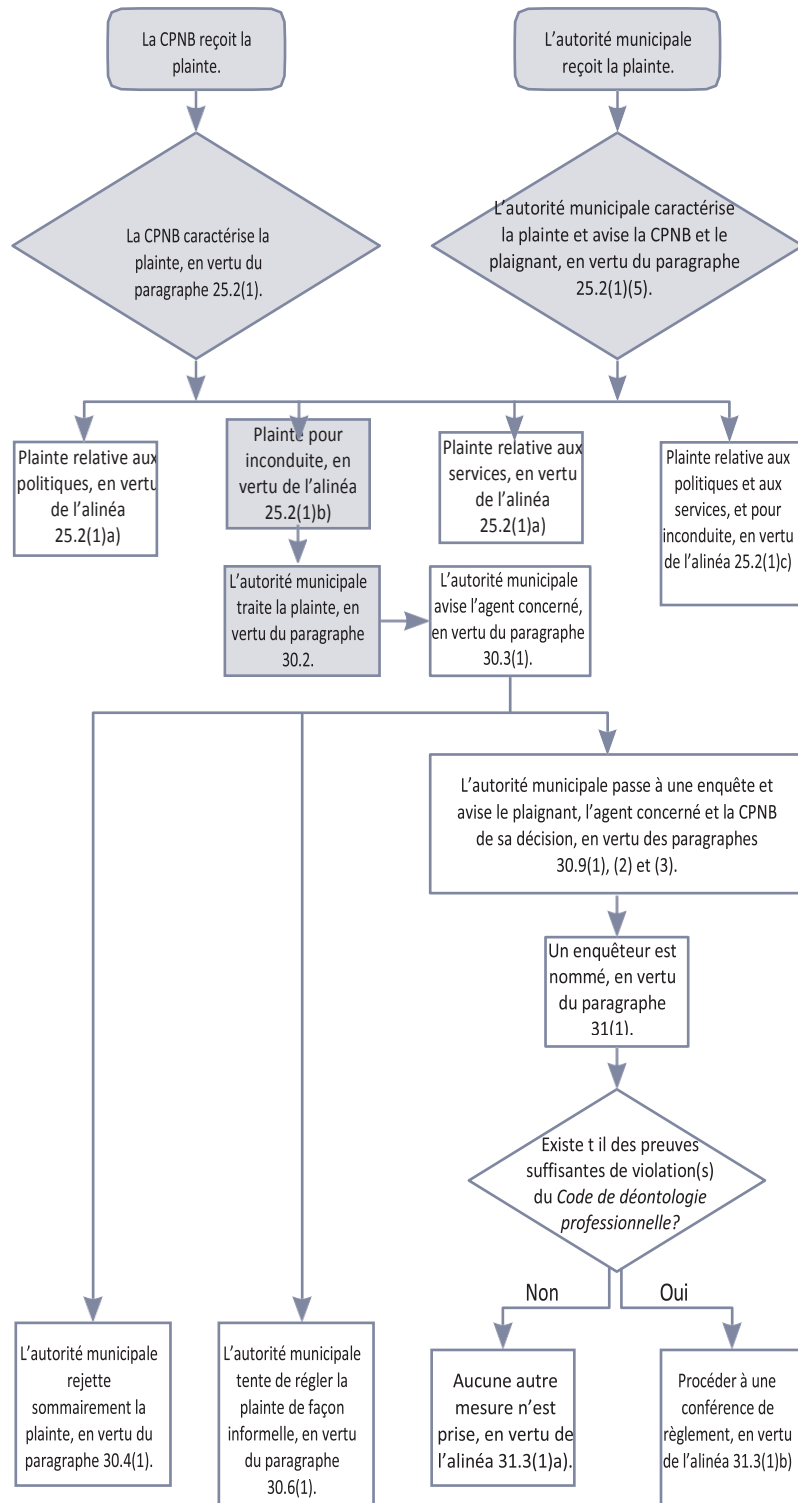 La CPNB reçoit la
plainte.
L'autorité municipale
reçoit la plainte.
La CPNB caractérise la
plainte, en vertu du
paragraphe 25.2(1).
L'autorité municipale caractérise
la plainte et avise la CPNB et le
plaignant, en vertu du paragraphe
25.2(1)(5).
Plainte relative aux
politiques, en vertu
de l'alinéa
25.2(1)a)
Plainte pour
inconduite, en
vertu de l'alinéa
25.2(1)b)
Plainte relative aux
services, en vertu
de l'alinéa
25.2(1)a)
Plainte relative aux
politiques et aux
services, et pour
inconduite, en vertu
de l'alinéa 25.2(1)c)
L'autorité municipale
traite la plainte, en
vertu du paragraphe
30.2.
L'autorité municipale
avise l'agent concerné,
en vertu du paragraphe
30.3(1).
L'autorité municipale passe à une enquête et
avise le plaignant, l'agent concerné et la CPNB
de sa décision, en vertu des paragraphes
30.9(1), (2) et (3).
Un enquêteur est
nommé, en vertu
du paragraphe
31(1).
Existe t il des preuves
suffisantes de violation(s)
du Code de déontologie
professionnelle?
Non
Oui
L'autorité municipale
rejette
sommairement la
plainte, en vertu du
paragraphe 30.4(1).
L'autorité municipale
tente de régler la
plainte de façon
informelle, en vertu
du paragraphe
30.6(1).
Aucune autre
mesure n'est
prise, en vertu de
l'alinéa 31.3(1)a).
Procéder à une
conférence de
règlement, en vertu
de l'alinéa 31.3(1)b)